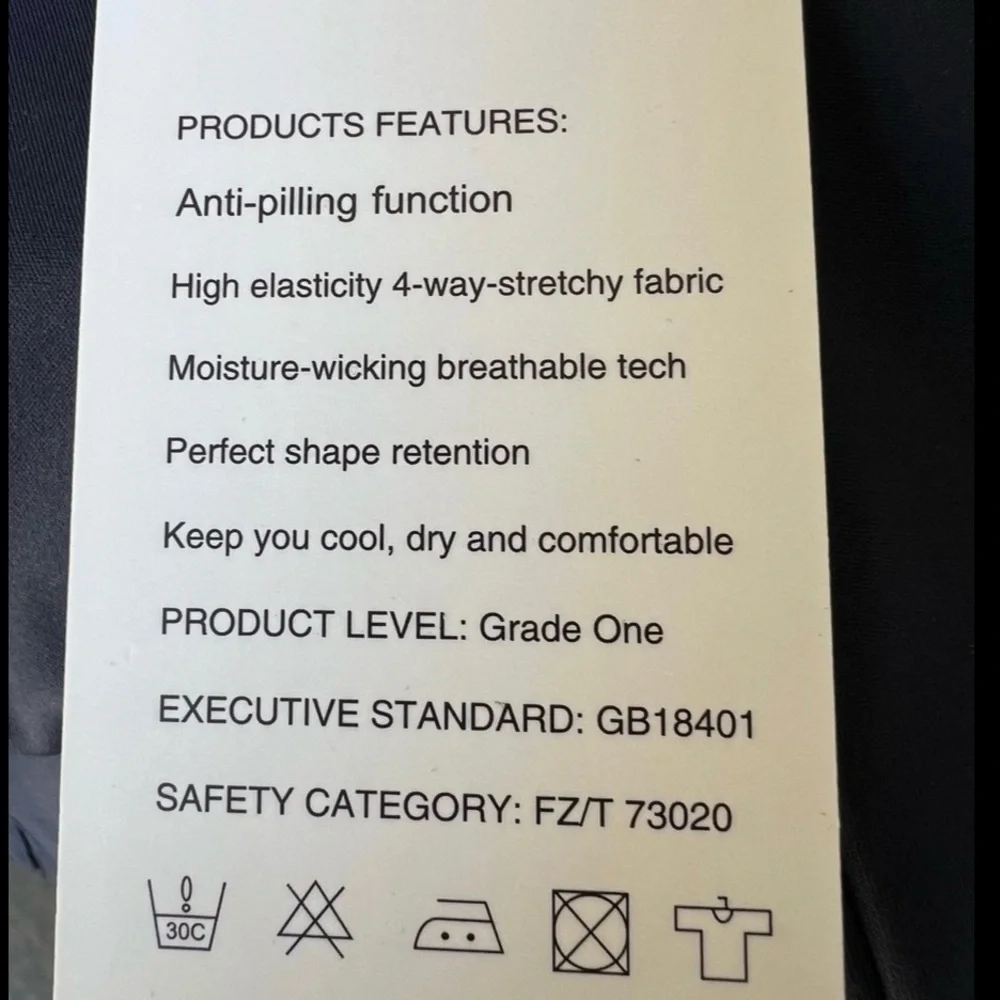 PRODUCTS FEATURES:
Anti-pilling function
High elasticity 4-way-stretchy fabric
Moisture-wicking breathable tech
Perfect shape retention
Keep you cool, dry and comfortable
PRODUCT LEVEL: Grade One
EXECUTIVE STANDARD: GB18401
SAFETY CATEGORY: FZ/T 73020
30C